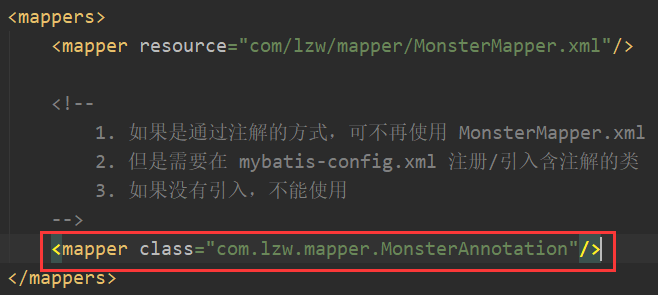 <mappers>
<mapper resource="com/lzw/mapper/MonsterMapper.xml"/>
<!--
1. 如果是通过注解的方式，可不再使用 MonsterMapper.xml
2. 但是需要在 mybatis-config.xml 注册/引入含注解的类
3. 如果没有引入，不能使用
-->
<mapper class="com.lzw.mapper.MonsterAnnotation"/>
</mappers>